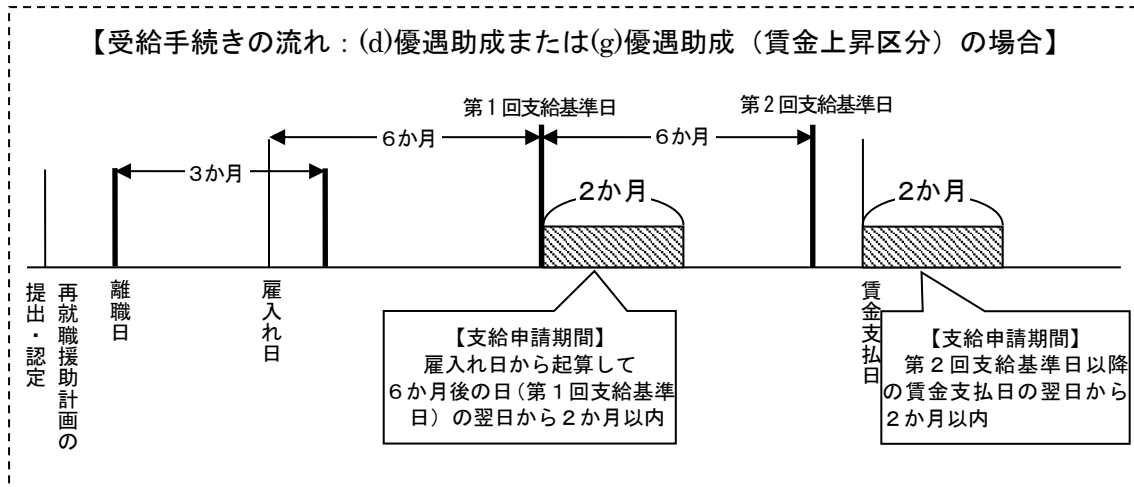 【受給手続きの流れ：(d)優遇助成または(g)優遇助成（賃金上昇区分）の場合】
第１回支給基準日
第２回支給基準日
６か月
６か月
３か月
２か月
２か月
再就職援助計画の
提出・認定
離職日
雇入れ日
賃金支払日
【支給申請期間】
雇入れ日から起算して
６か月後の日（第１回支給基準
日）の翌日から２か月以内
【支給申請期間】
第２回支給基準日以降
の賃金支払日の翌日から
２か月以内